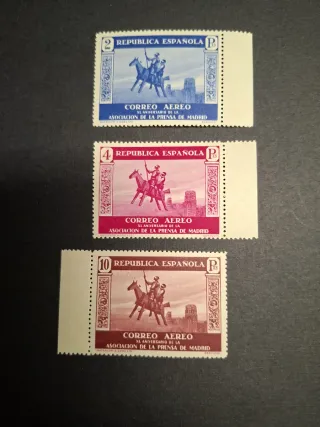 2 Pts
REPUBLICA ESPAÑOLA
CORREO AEREO
XL ANIVERSARIO DE LA
ASOCIACION DE LA PRENSA DE MADRID
4 Pts
REPUBLICA ESPAÑOLA
CORREO AEREO
XL ANIVERSARIO DE LA
ASOCIACION DE LA PRENSA DE MADRID
10 Pts
REPUBLICA ESPAÑOLA
CORREO AEREO
XL ANIVERSARIO DE LA
ASOCIACION DE LA PRENSA DE MADRID